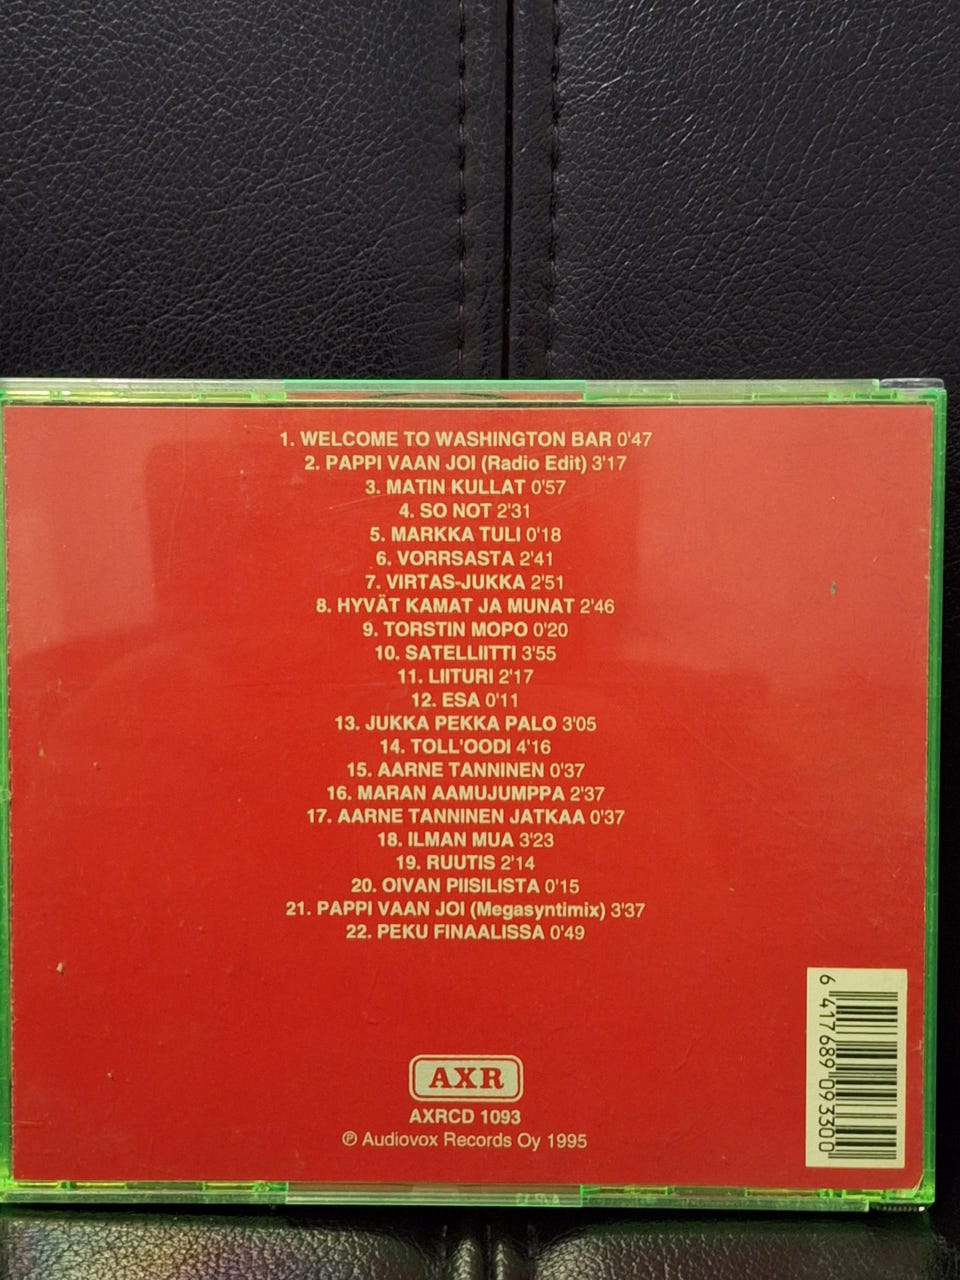 1. WELCOME TO WASHINGTON BAR 0'47
2. PAPPI VAAN JOI (Radio Edit) 3'17
3. MATIN KULLAT 0'57
4. SO NOT 2'31
5. MARKKA TULI 0'18
6. VORRSASTA 2'41
7. VIRTAS-JUKKA 2'51
8. HYVÄT KAMAT JA MUNAT 2'46
9. TORSTIN MOPO 0'20
10. SATELLIITTI 3'55
11. LIITURI 2'17
12. ESA 0'11
13. JUKKA PEKKA PALO 3'05
14. TOLL'OODI 4'16
15. AARNE TANNINEN 0'37
16. MARAN AAMUJUMPPA 2'37
17. AARNE TANNINEN JATKAA 0'37
18. ILMAN MUA 3'23
19. RUUTIS 2'14
20. OIVAN PIISILISTA 0'15
21. PAPPI VAAN JOI (Megasyntimix) 3'37
22. PEKU FINAALISSA 0'49
6 417689 093300
AXR
AXRCD 1093
℗ Audiovox Records Oy 1995